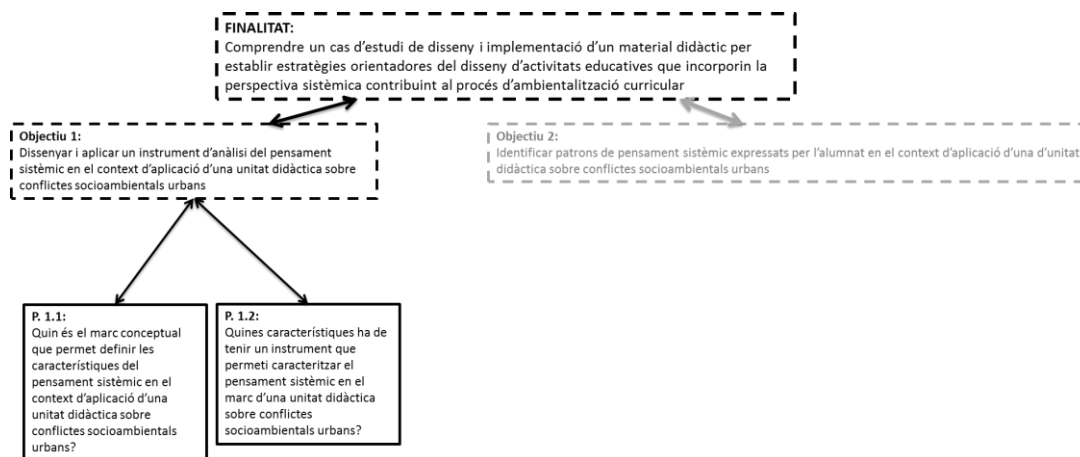 FINALITAT:
Comprendre un cas d'estudi de disseny i implementació d'un material didàctic per
establir estratègies orientadores del disseny d'activitats educatives que incorporin la
perspectiva sistèmica contribuint al procés d'ambientalització curricular
Objectiu 1:
Dissenyar i aplicar un instrument d'anàlisi del pensament
sistèmic en el context d'aplicació d'una unitat didàctica sobre
conflictes socioambientals urbans
Objectiu 2:
Identificar patrons de pensament sistèmic expressats per l'alumnat en el context d'aplicació d'una d'unitat
didàctica sobre conflictes socioambientals urbans
P. 1.1:
Quin és el marc conceptual
que permet definir les
característiques del
pensament sistèmic en el
context d'aplicació d'una
unitat didàctica sobre
conflictes socioambientals
urbans?
P. 1.2:
Quines característiques ha de
tenir un instrument que
permeti caracteritzar el
pensament sistèmic en el
marc d'una unitat didàctica
sobre conflictes
socioambientals urbans?